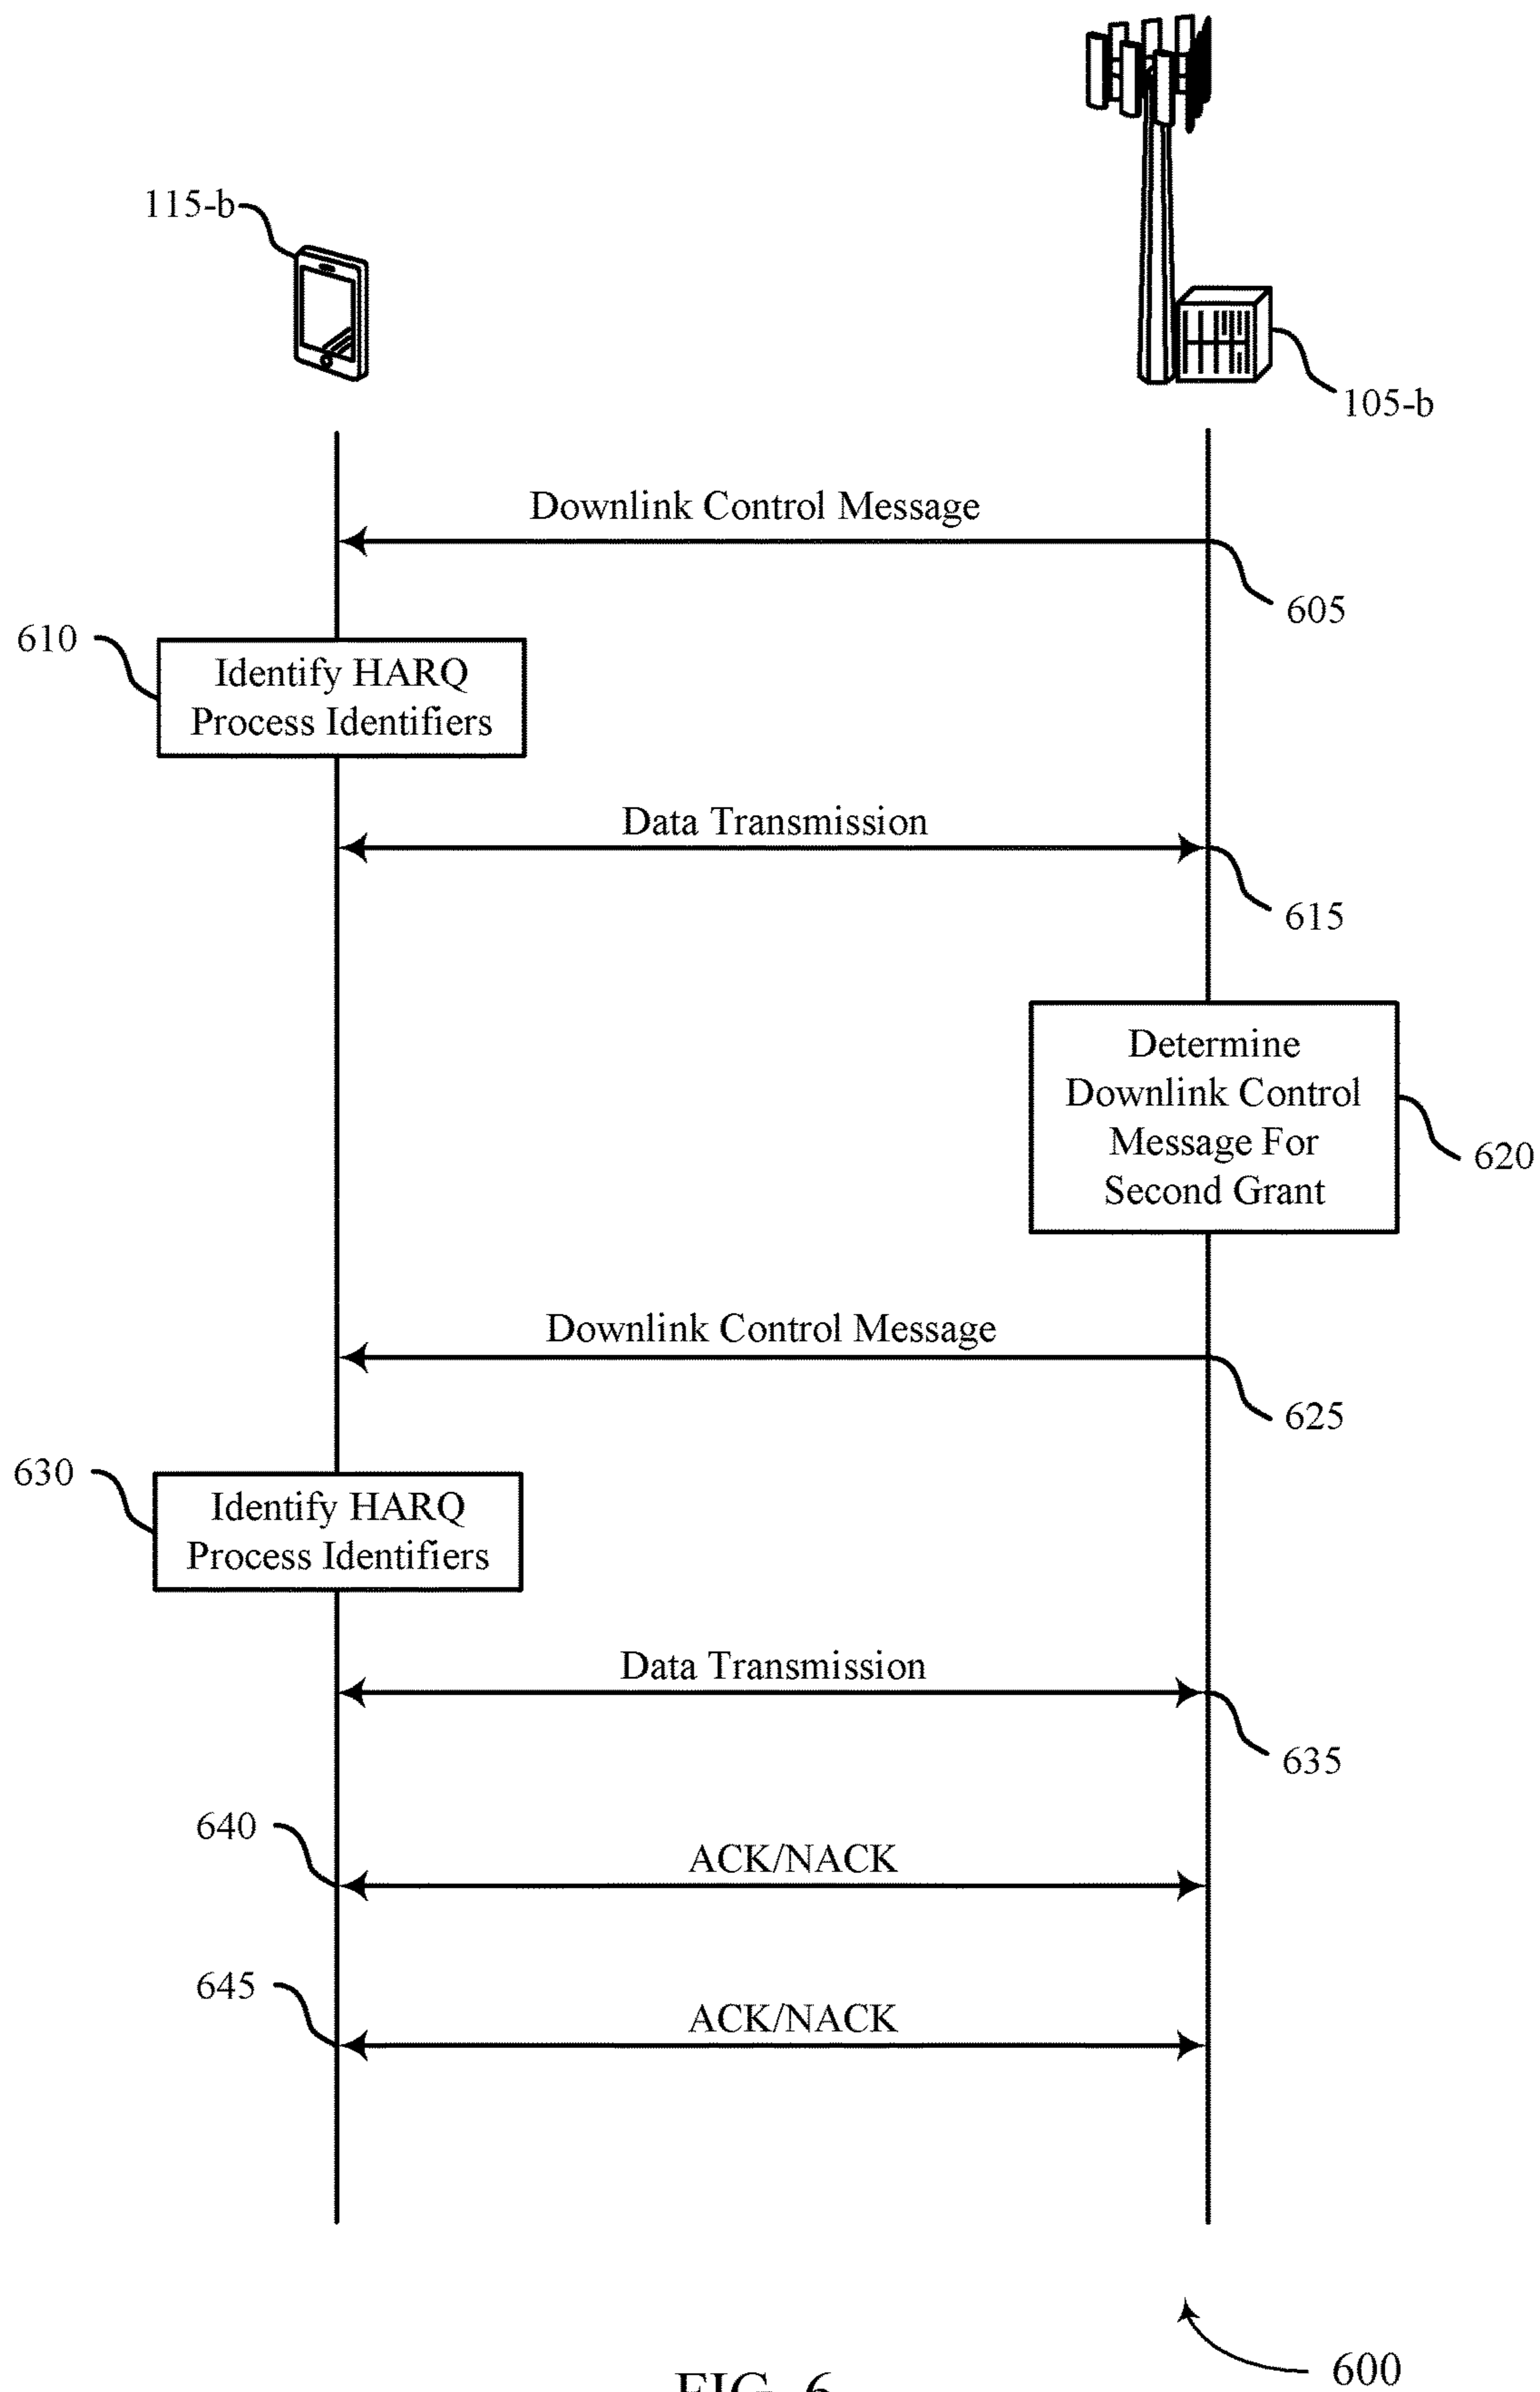 115-b
105-b
Downlink Control Message
605
610
Identify HARQ
Process Identifiers
Data Transmission
615
Determine
Downlink Control
Message For
Second Grant
620
Downlink Control Message
625
630
Identify HARQ
Process Identifiers
Data Transmission
635
640
ACK/NACK
645
ACK/NACK
600
FIG. 6